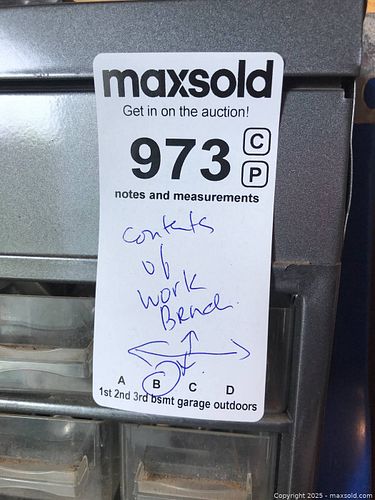 maxsold
Get in on the auction!
973 C
P
notes and measurements
contents
of
work
Bench.
A B C D
1st 2nd 3rd bsmt garage outdoors
Copyright 2025 - maxsold.com